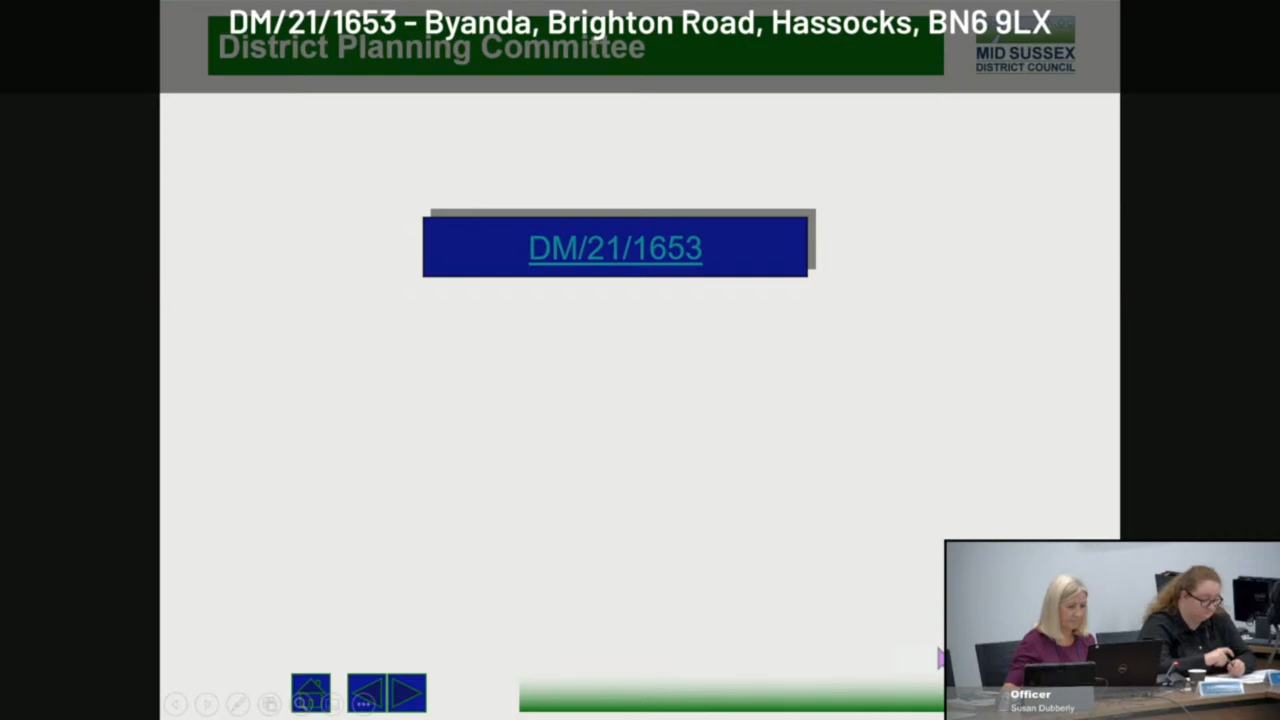 DM/21/1653 – Byanda, Brighton Road, Hassocks, BN6 9LX
District Planning Committee
MID SUSSEX
DISTRICT COUNCIL
DM/21/1653
Officer
Susan Dubberly